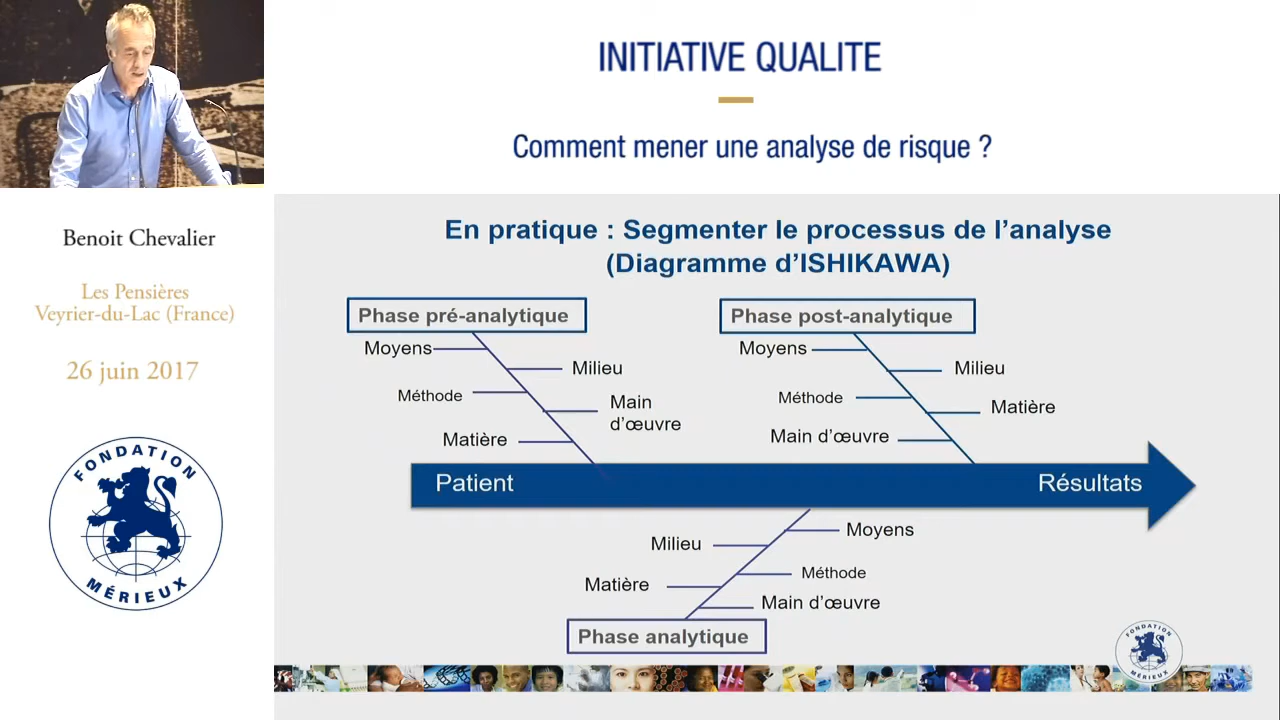 INITIATIVE QUALITE
Comment mener une analyse de risque ?
Benoit Chevalier
Les Pensières
Veyrier-du-Lac (France)
26 juin 2017
FONDATION
MÉRIEUX
En pratique : Segmenter le processus de l'analyse
(Diagramme d'ISHIKAWA)
Phase pré-analytique
Moyens
Milieu
Méthode
Main
d'œuvre
Matière
Phase post-analytique
Moyens
Milieu
Méthode
Matière
Main d'œuvre
Patient
Résultats
Moyens
Milieu
Méthode
Matière
Main d'œuvre
Phase analytique
FONDATION
MÉRIEUX